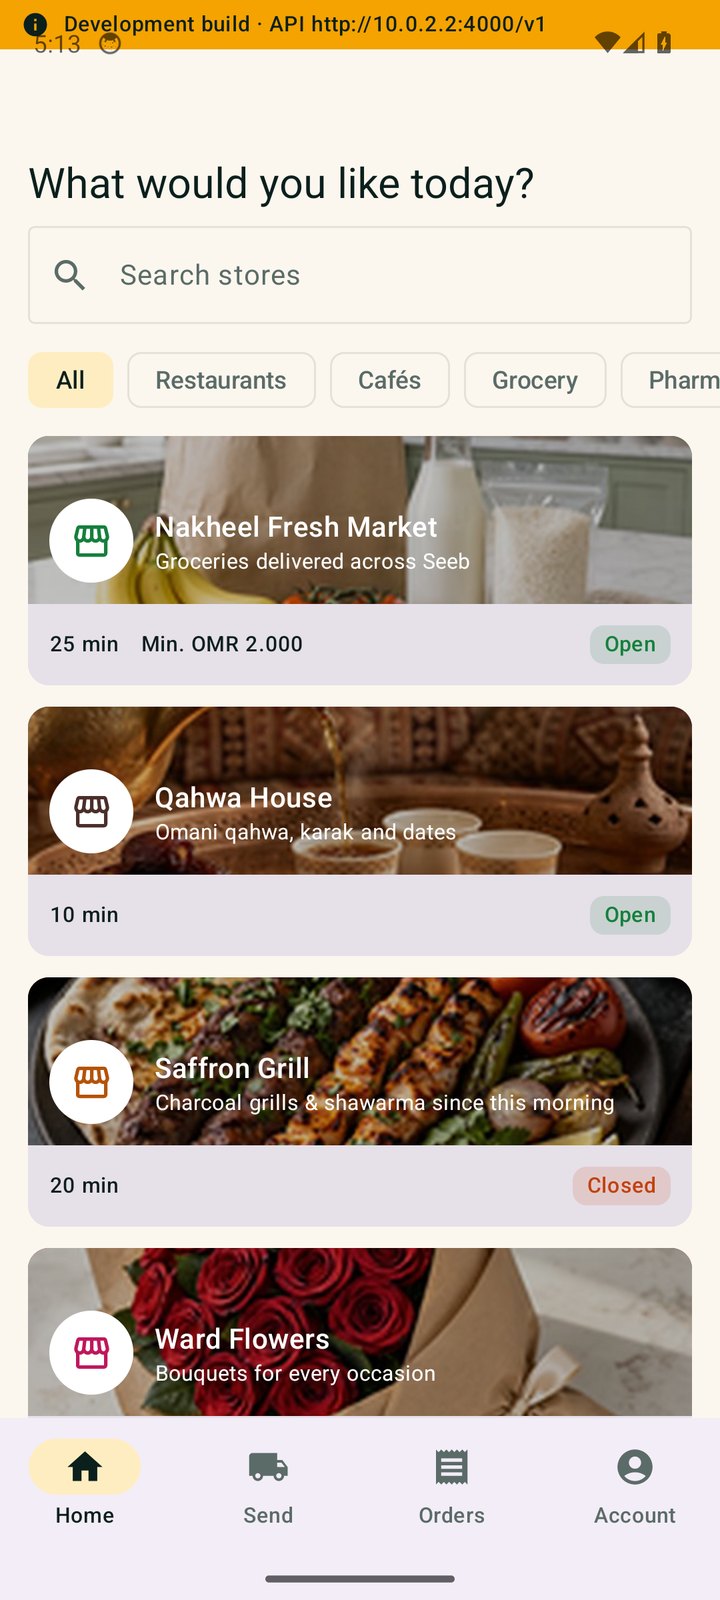 Development build · API http://10.0.2.2:4000/v1
5:13
What would you like today?
Search stores
All
Restaurants
Cafés
Grocery
Pharm
Nakheel Fresh Market
Groceries delivered across Seeb
25 min
Min. OMR 2.000
Open
Qahwa House
Omani qahwa, karak and dates
10 min
Open
Saffron Grill
Charcoal grills & shawarma since this morning
20 min
Closed
Ward Flowers
Bouquets for every occasion
Home
Send
Orders
Account